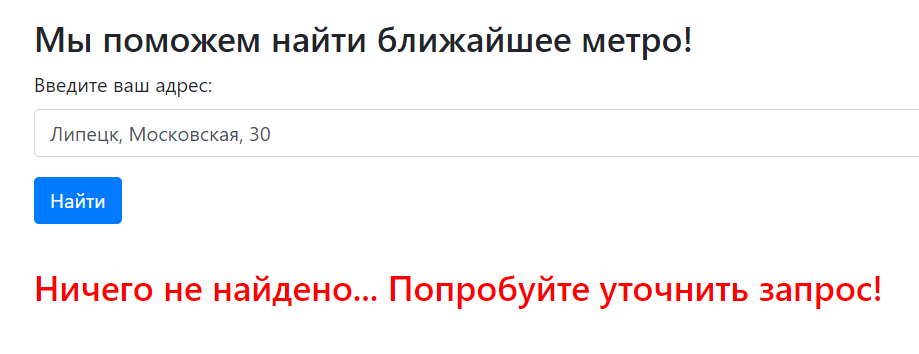 Мы поможем найти ближайшее метро!
Введите ваш адрес:
Липецк, Московская, 30
Найти
Ничего не найдено... Попробуйте уточнить запрос!